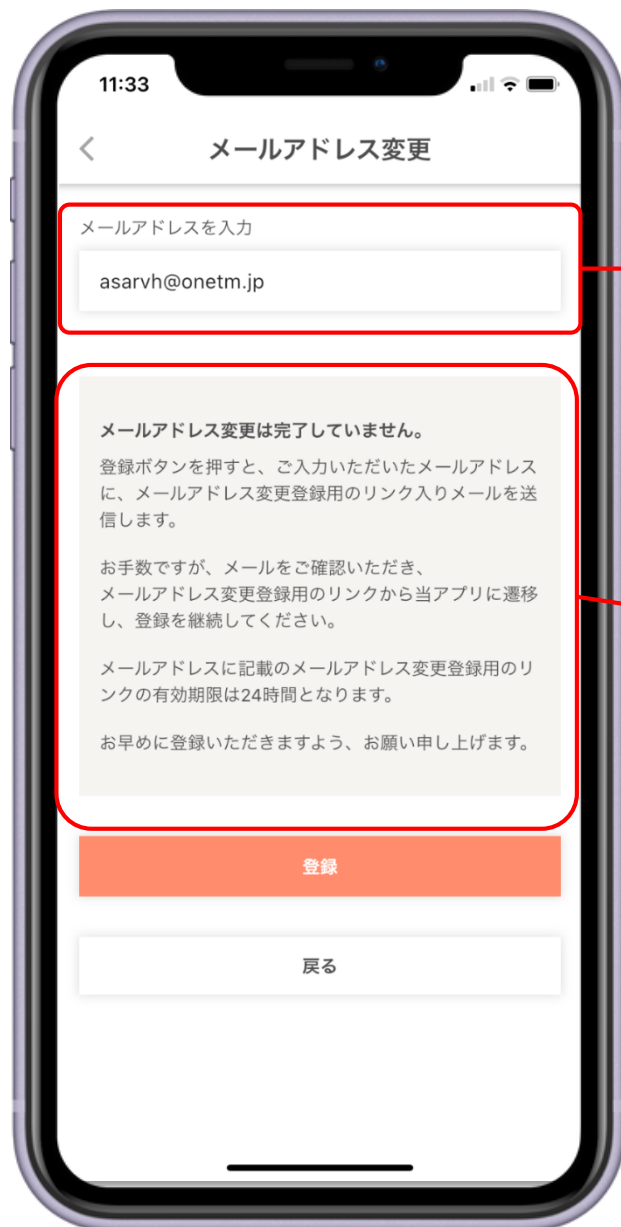 11:33
メールアドレス変更
メールアドレスを入力
asarvh@onetm.jp
メールアドレス変更は完了していません。
登録ボタンを押すと、ご入力いただいたメールアドレス
に、メールアドレス変更登録用のリンク入りメールを送
信します。
お手数ですが、メールをご確認いただき、
メールアドレス変更登録用のリンクから当アプリに遷移
し、登録を継続してください。
メールアドレスに記載のメールアドレス変更登録用のリ
ンクの有効期限は24時間となります。
お早めに登録いただきますよう、お願い申し上げます。
登録
戻る